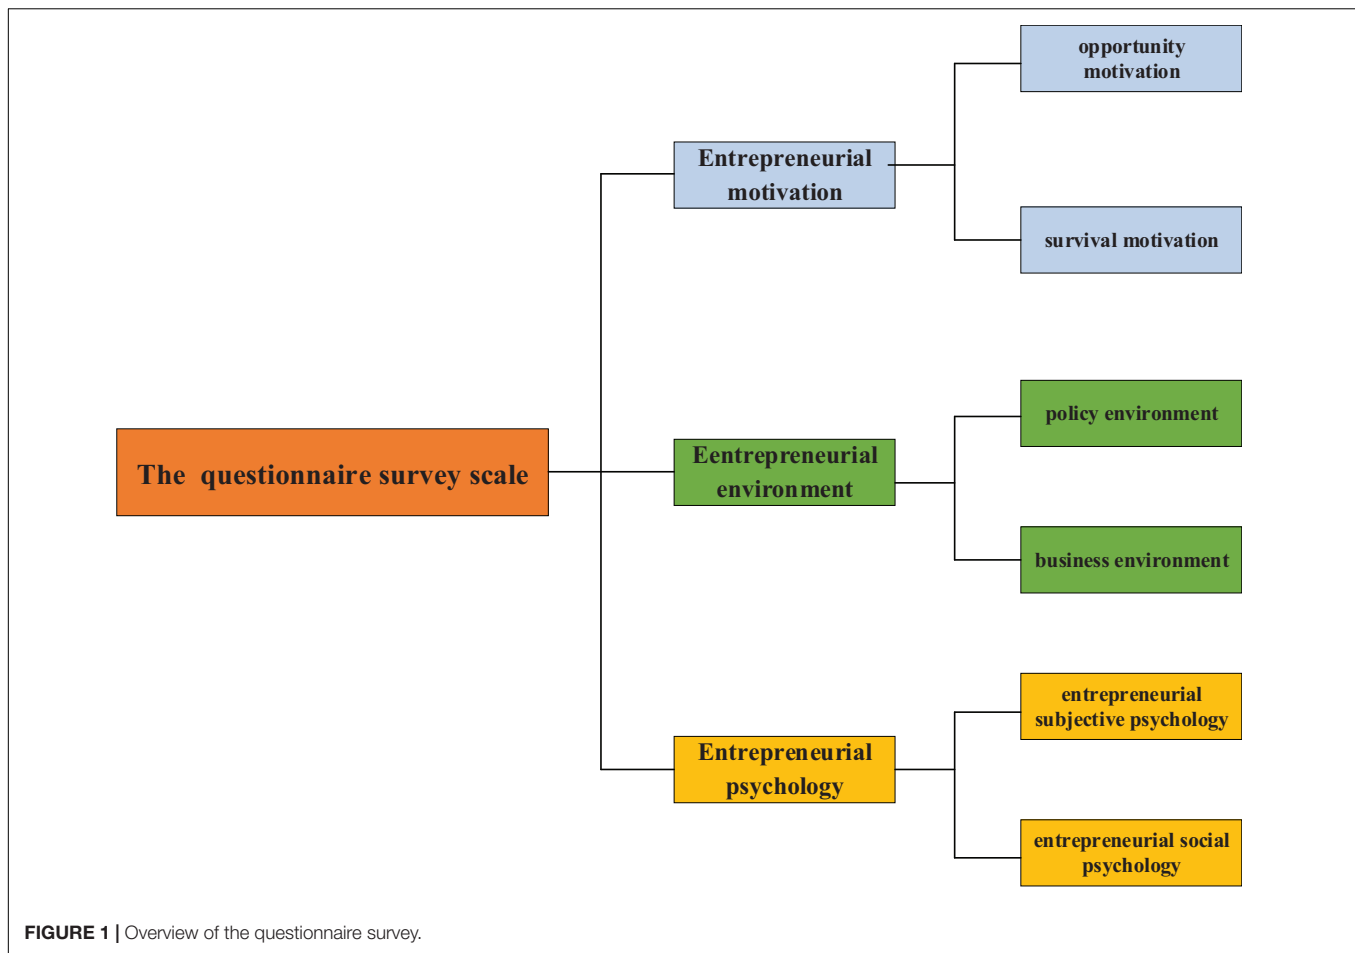 opportunity
motivation
Entrepreneurial
motivation
survival motivation
policy environment
The questionnaire survey scale
Eentrepreneurial
environment
business environment
entrepreneurial
subjective psychology
Entrepreneurial
psychology
entrepreneurial social
psychology
FIGURE 1 | Overview of the questionnaire survey.